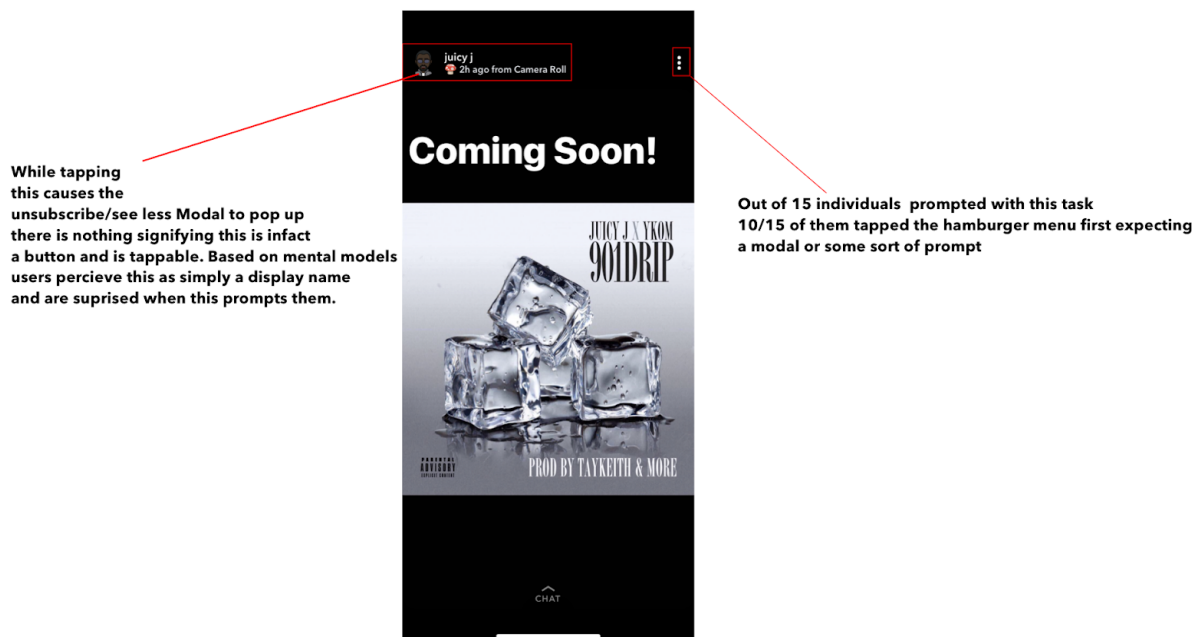 juicy j
2h ago from Camera Roll
Coming Soon!
While tapping
this causes the
unsubscribe/see less Modal to pop up
there is nothing signifying this is infact
a button and is tappable. Based on mental models
users percieve this as simply a display name
and are suprised when this prompts them.
Out of 15 individuals prompted with this task
10/15 of them tapped the hamburger menu first expecting
a modal or some sort of prompt
JUICY J X YKOM
901DRIP
PARENTAL
ADVISORY
EXPLICIT CONTENT
PROD BY TAYKEITH & MORE
CHAT